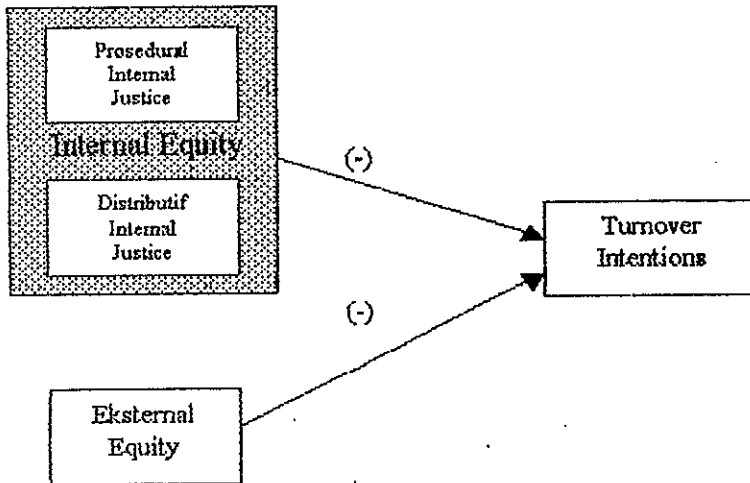 Prosedural
Internal
Justice
Internal Equity
Distributif
Internal
Justice
(-)
Turnover
Intentions
(-)
Eksternal
Equity